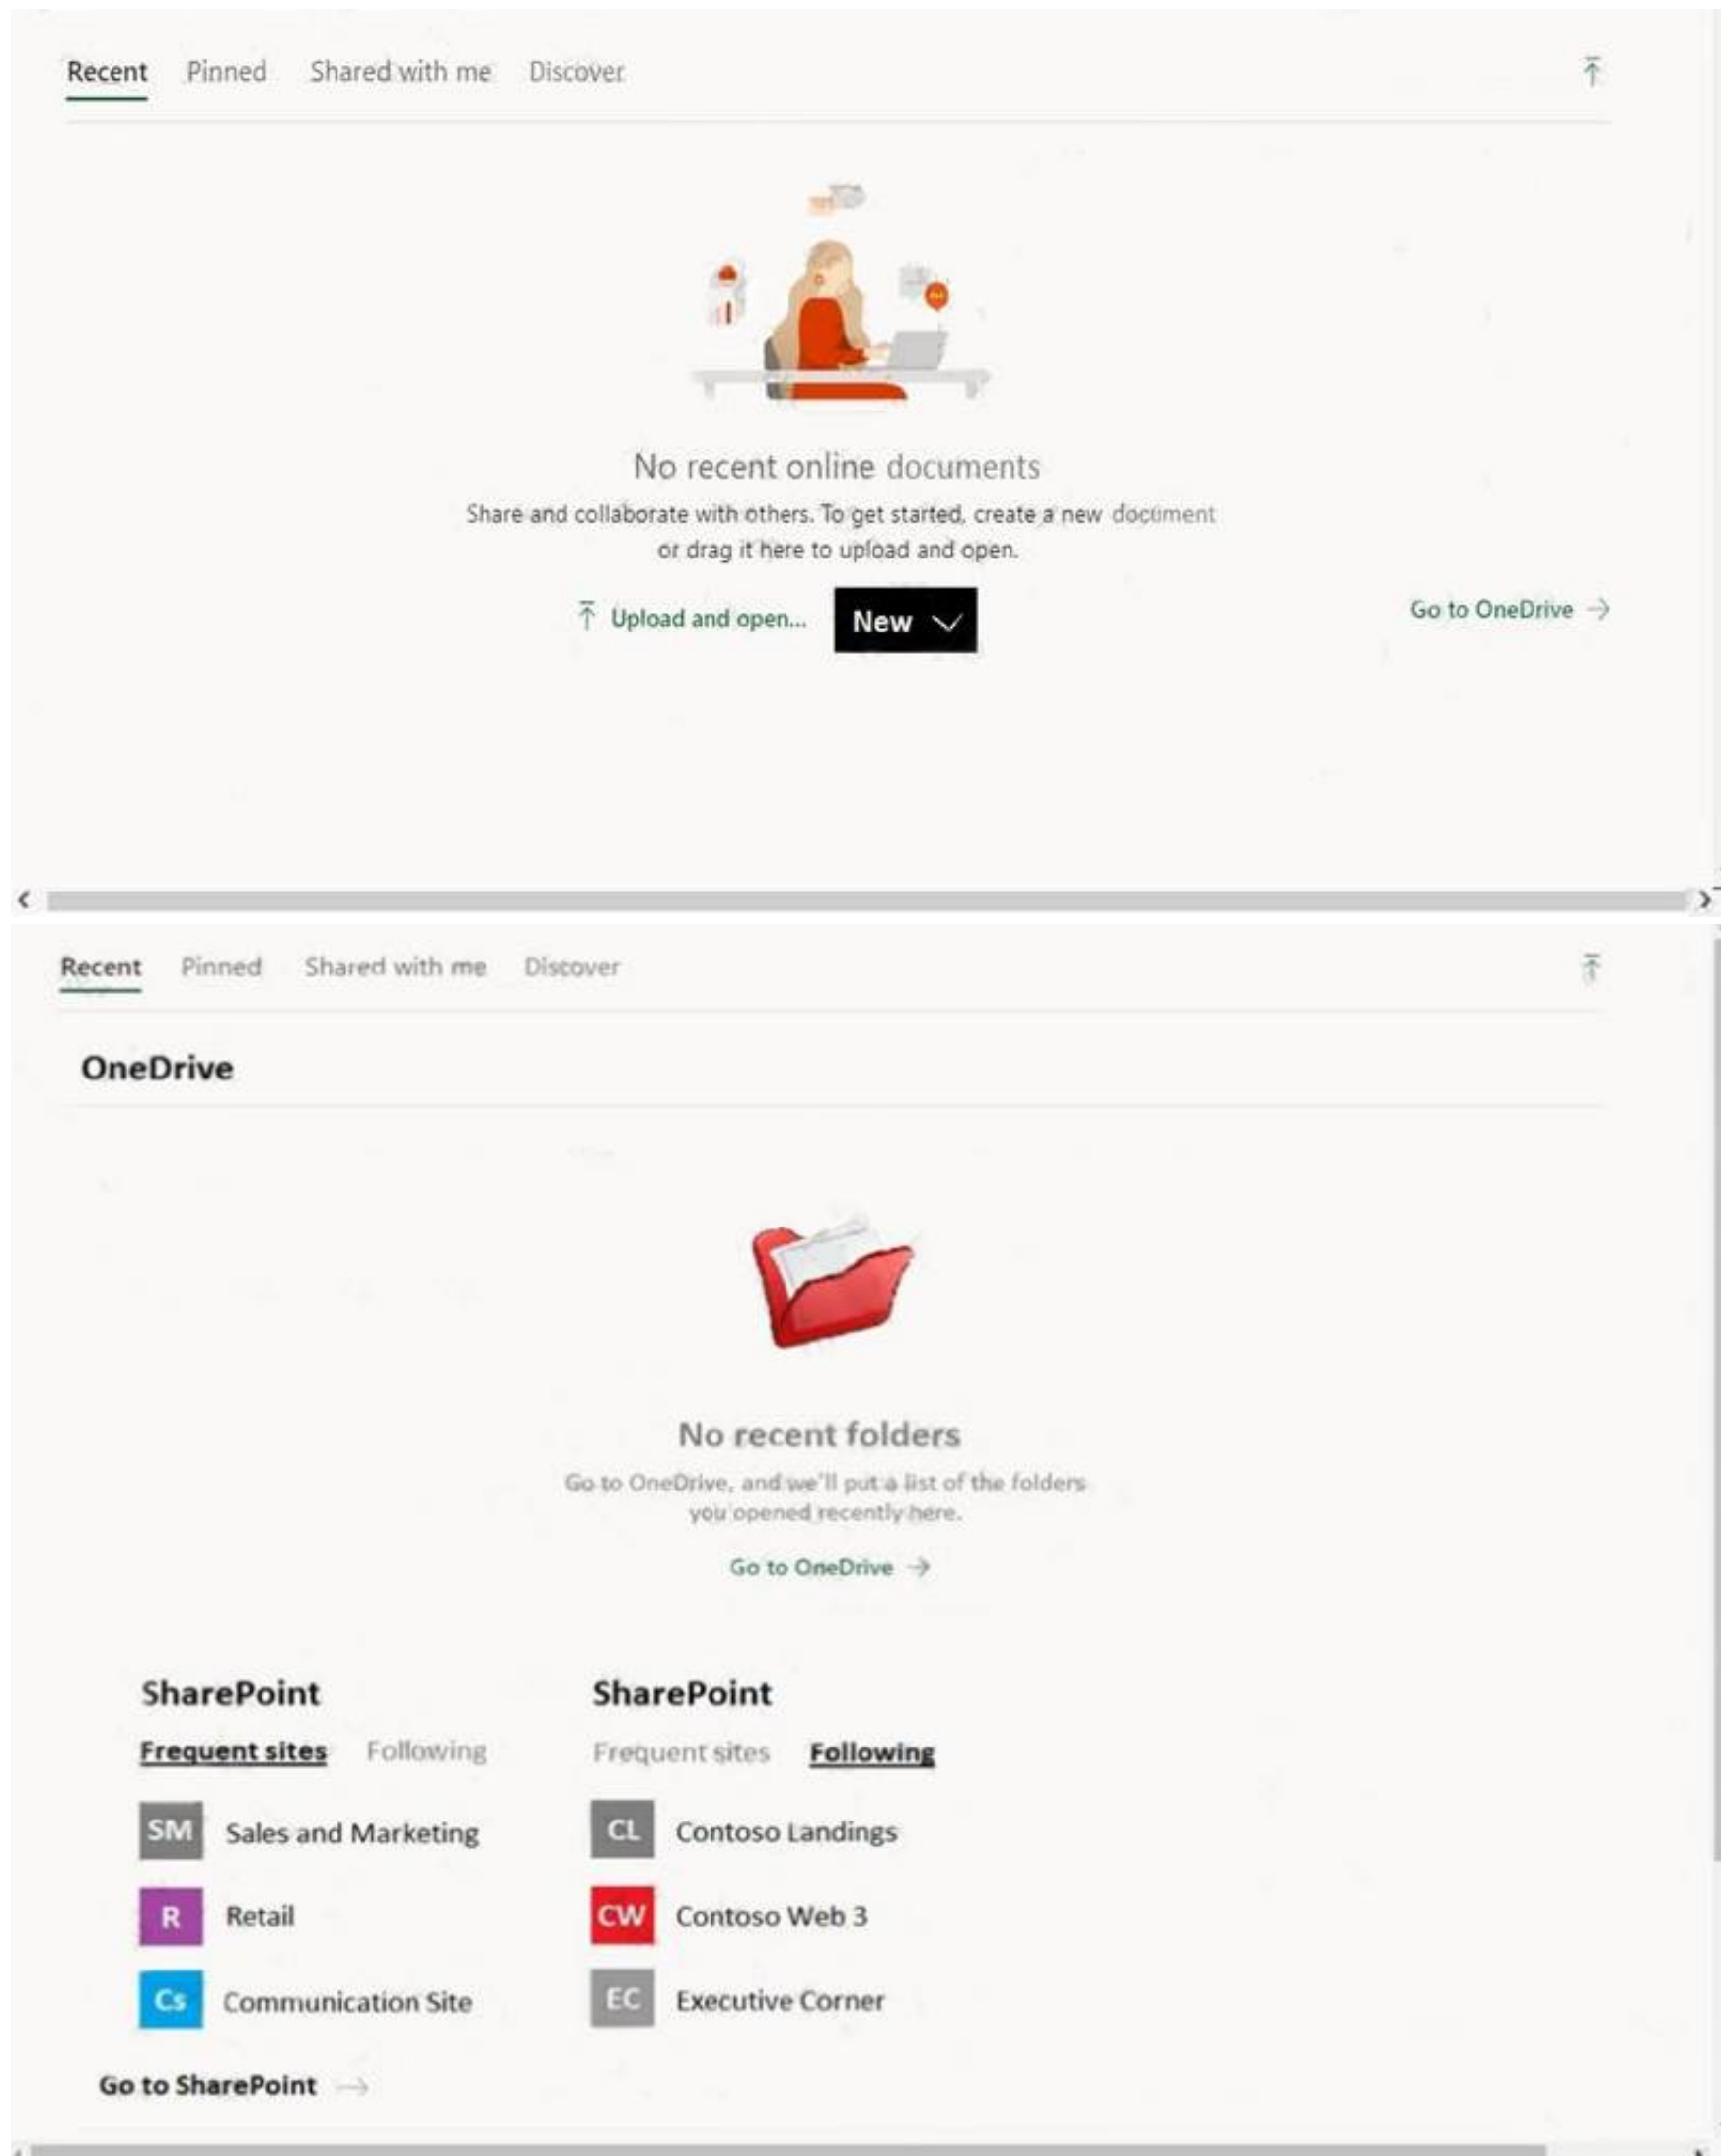 Recent Pinned Shared with me Discover
No recent online documents
Share and collaborate with others. To get started, create a new document
or drag it here to upload and open.
Upload and open... New
Go to OneDrive
Recent Pinned Shared with me Discover
OneDrive
No recent folders
Go to OneDrive, and we'll put a list of the folders
you opened recently here.
Go to OneDrive
SharePoint
Frequent sites Following
SM Sales and Marketing
R Retail
Cs Communication Site
SharePoint
Frequent sites Following
CL Contoso Landings
CW Contoso Web 3
EC Executive Corner
Go to SharePoint